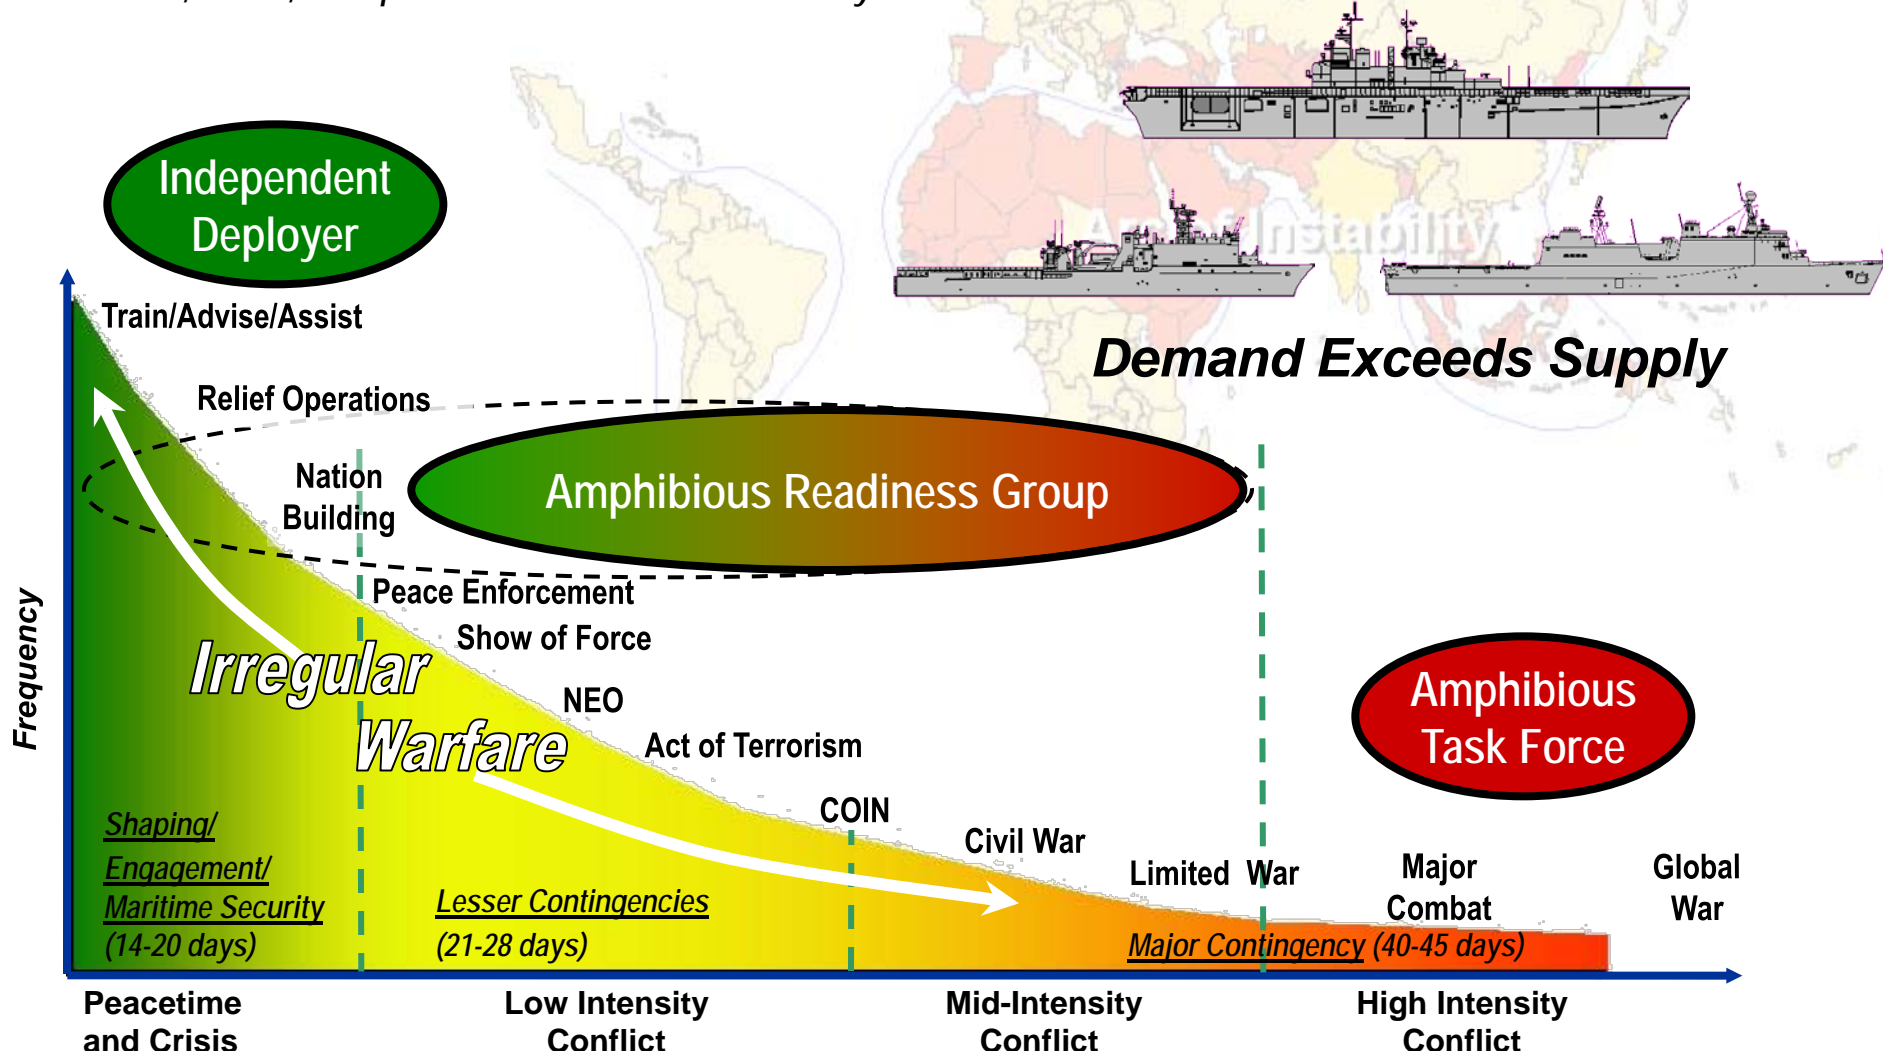 Independent
Deployer
Train/Advise/Assist
Arc of Instability
Demand Exceeds Supply
Relief Operations
Nation
Building
Amphibious Readiness Group
Peace Enforcement
Show of Force
Irregular
Warfare
NEO
Act of Terrorism
Amphibious
Task Force
COIN
Civil War
Limited War
Major
Combat
Global
War
Frequency
Shaping/
Engagement/
Maritime Security
(14-20 days)
Lesser Contingencies
(21-28 days)
Major Contingency (40-45 days)
Peacetime
and Crisis
Low Intensity
Conflict
Mid-Intensity
Conflict
High Intensity
Conflict